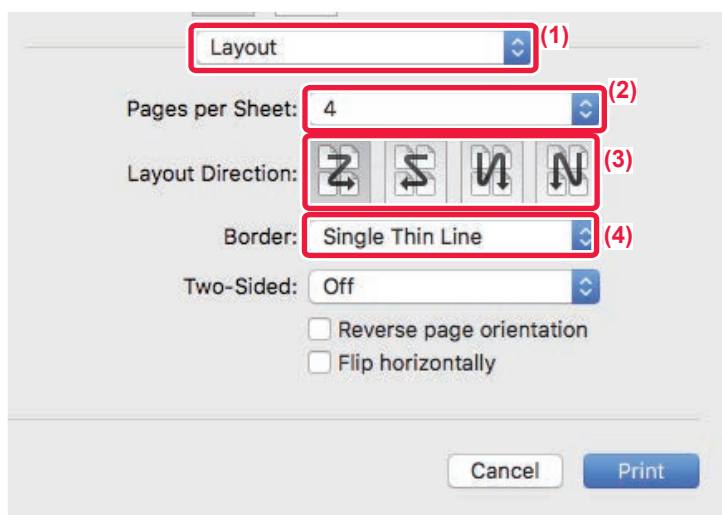 Layout (1)
Pages per Sheet: 4 (2)
Layout Direction: (3)
Border: Single Thin Line (4)
Two-Sided: Off
Reverse page orientation
Flip horizontally
Cancel Print